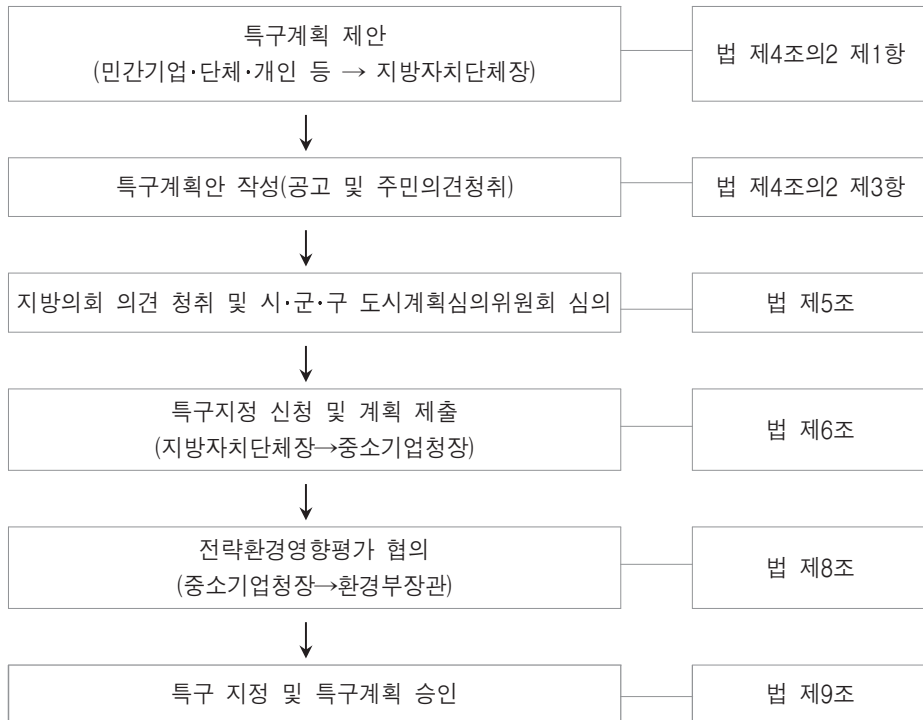 특구계획 제안
(민간기업·단체·개인 등 → 지방자치단체장)
법 제4조의2 제1항
특구계획안 작성(공고 및 주민의견청취)
법 제4조의2 제3항
지방의회 의견 청취 및 시·군·구 도시계획심의위원회 심의
법 제5조
특구지정 신청 및 계획 제출
(지방자치단체장→중소기업청장)
법 제6조
전략환경영향평가 협의
(중소기업청장→환경부장관)
법 제8조
특구 지정 및 특구계획 승인
법 제9조